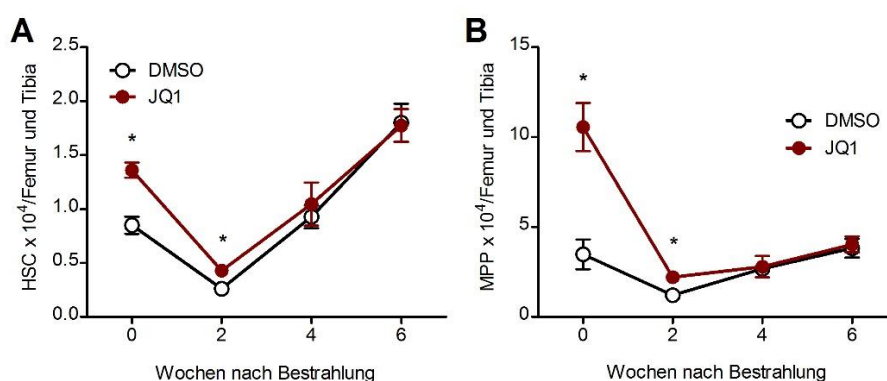 A
HSC x 10⁴/Femur und Tibia
2.5
2.0
1.5
1.0
0.5
0.0
DMSO
JQ1
*
*
0
2
4
6
Wochen nach Bestrahlung
B
MPP x 10⁴/Femur und Tibia
15
10
5
0
*
*
DMSO
JQ1
0
2
4
6
Wochen nach Bestrahlung